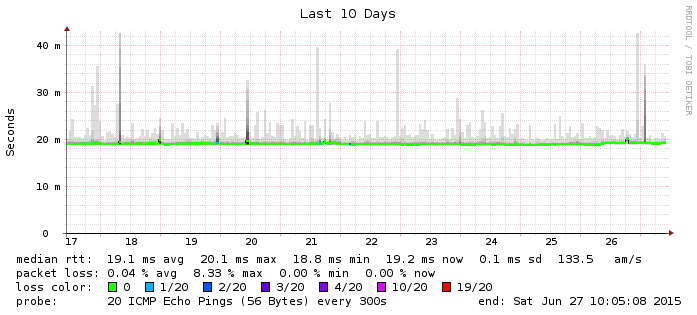 Last 10 Days
RRDTOOL / TOBI OETIKER
Seconds
40 m
30 m
20 m
10 m
0
17 18 19 20 21 22 23 24 25 26
median rtt: 19.1 ms avg 20.1 ms max 18.8 ms min 19.2 ms now 0.1 ms sd 133.5 am/s
packet loss: 0.04 % avg 8.33 % max 0.00 % min 0.00 % now
loss color: 0 1/20 2/20 3/20 4/20 10/20 19/20
probe: 20 ICMP Echo Pings (56 Bytes) every 300s end: Sat Jun 27 10:05:08 2015